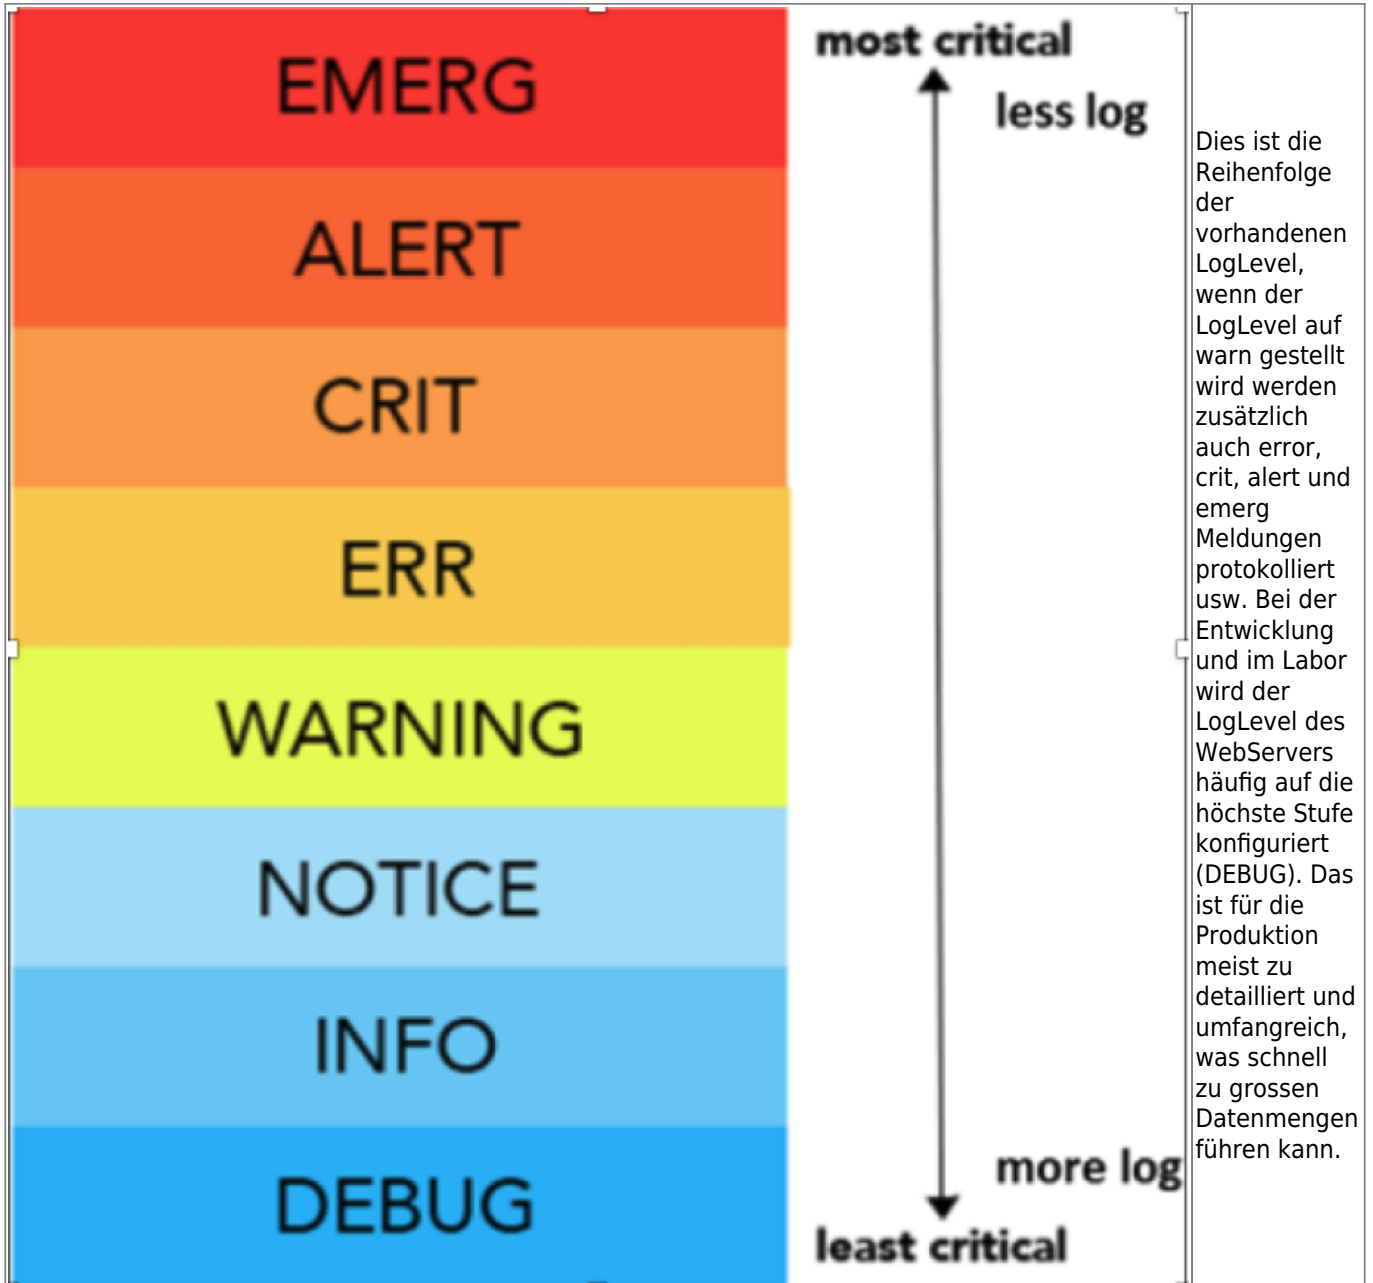 EMERG
ALERT
CRIT
ERR
WARNING
NOTICE
INFO
DEBUG
most critical
less log
more log
least critical
Dies ist die
Reihenfolge
der
vorhandenen
LogLevel,
wenn der
LogLevel auf
warn gestellt
wird werden
zusätzlich
auch error,
crit, alert und
emerg
Meldungen
protokolliert
usw. Bei der
Entwicklung
und im Labor
wird der
LogLevel des
WebServers
häufig auf die
höchste Stufe
konfiguriert
(DEBUG). Das
ist für die
Produktion
meist zu
detailliert und
umfangreich,
was schnell
zu grossen
Datenmengen
führen kann.